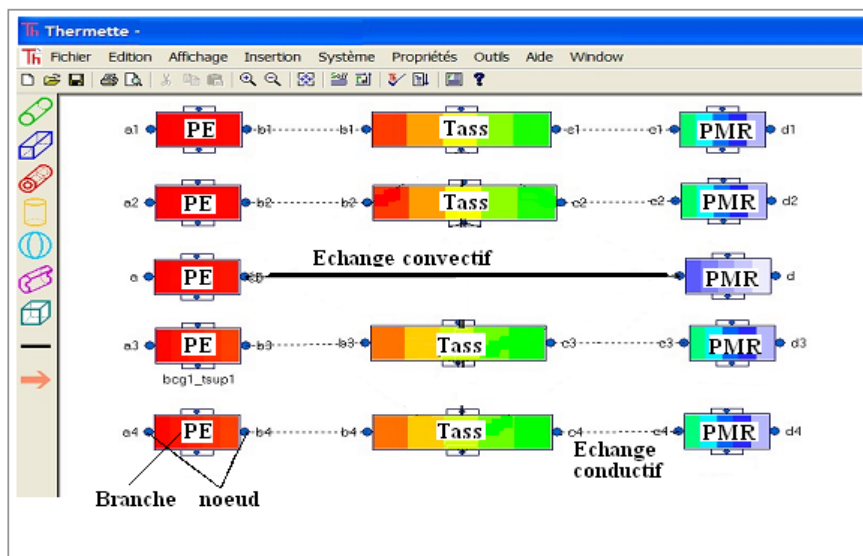 Th Thermette -
Th Fichier Edition Affichage Insertion Système Propriétés Outils Aide Window
a1 PE b1 b1 Tass c1 c1 PMR d1
a2 PE b2 b2 Tass c2 c2 PMR d2
Echange convectif
a PE PMR d
a3 PE b3 b3 Tass c3 c3 PMR d3
bcg1_tsup1
a4 PE b4 b4 Tass c4 c4 PMR d4
Echange
conductif
Branche noeud